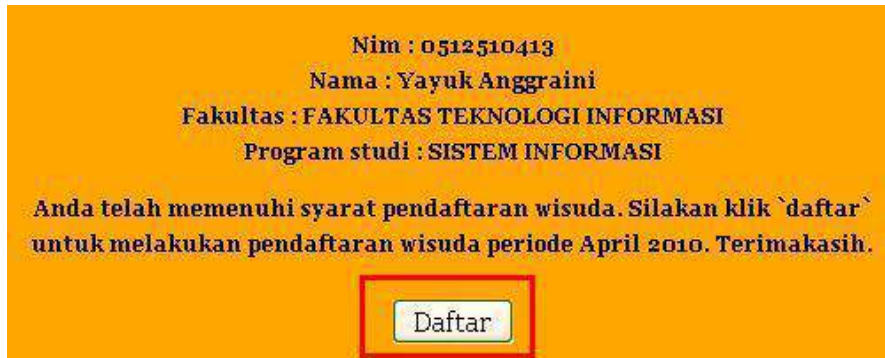 Nim : 0512510413
Nama : Yayuk Anggraini
Fakultas : FAKULTAS TEKNOLOGI INFORMASI
Program studi : SISTEM INFORMASI
Anda telah memenuhi syarat pendaftaran wisuda. Silakan klik `daftar`
untuk melakukan pendaftaran wisuda periode April 2010. Terimakasih.
Daftar